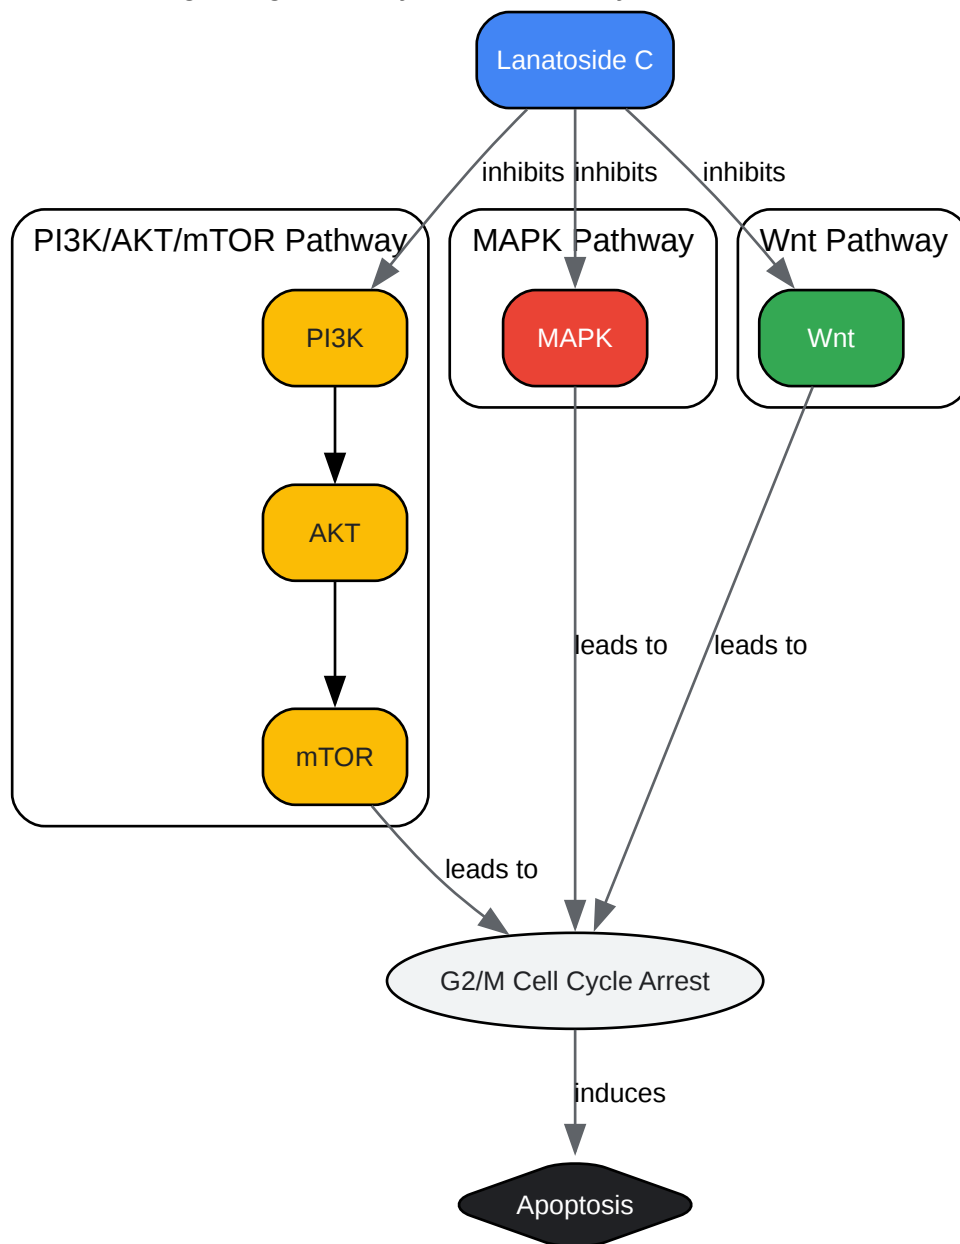 Lanatoside C
inhibits inhibits inhibits
PI3K/AKT/mTOR Pathway MAPK Pathway Wnt Pathway
PI3K MAPK Wnt
AKT
leads to leads to
mTOR
leads to
G2/M Cell Cycle Arrest
induces
Apoptosis